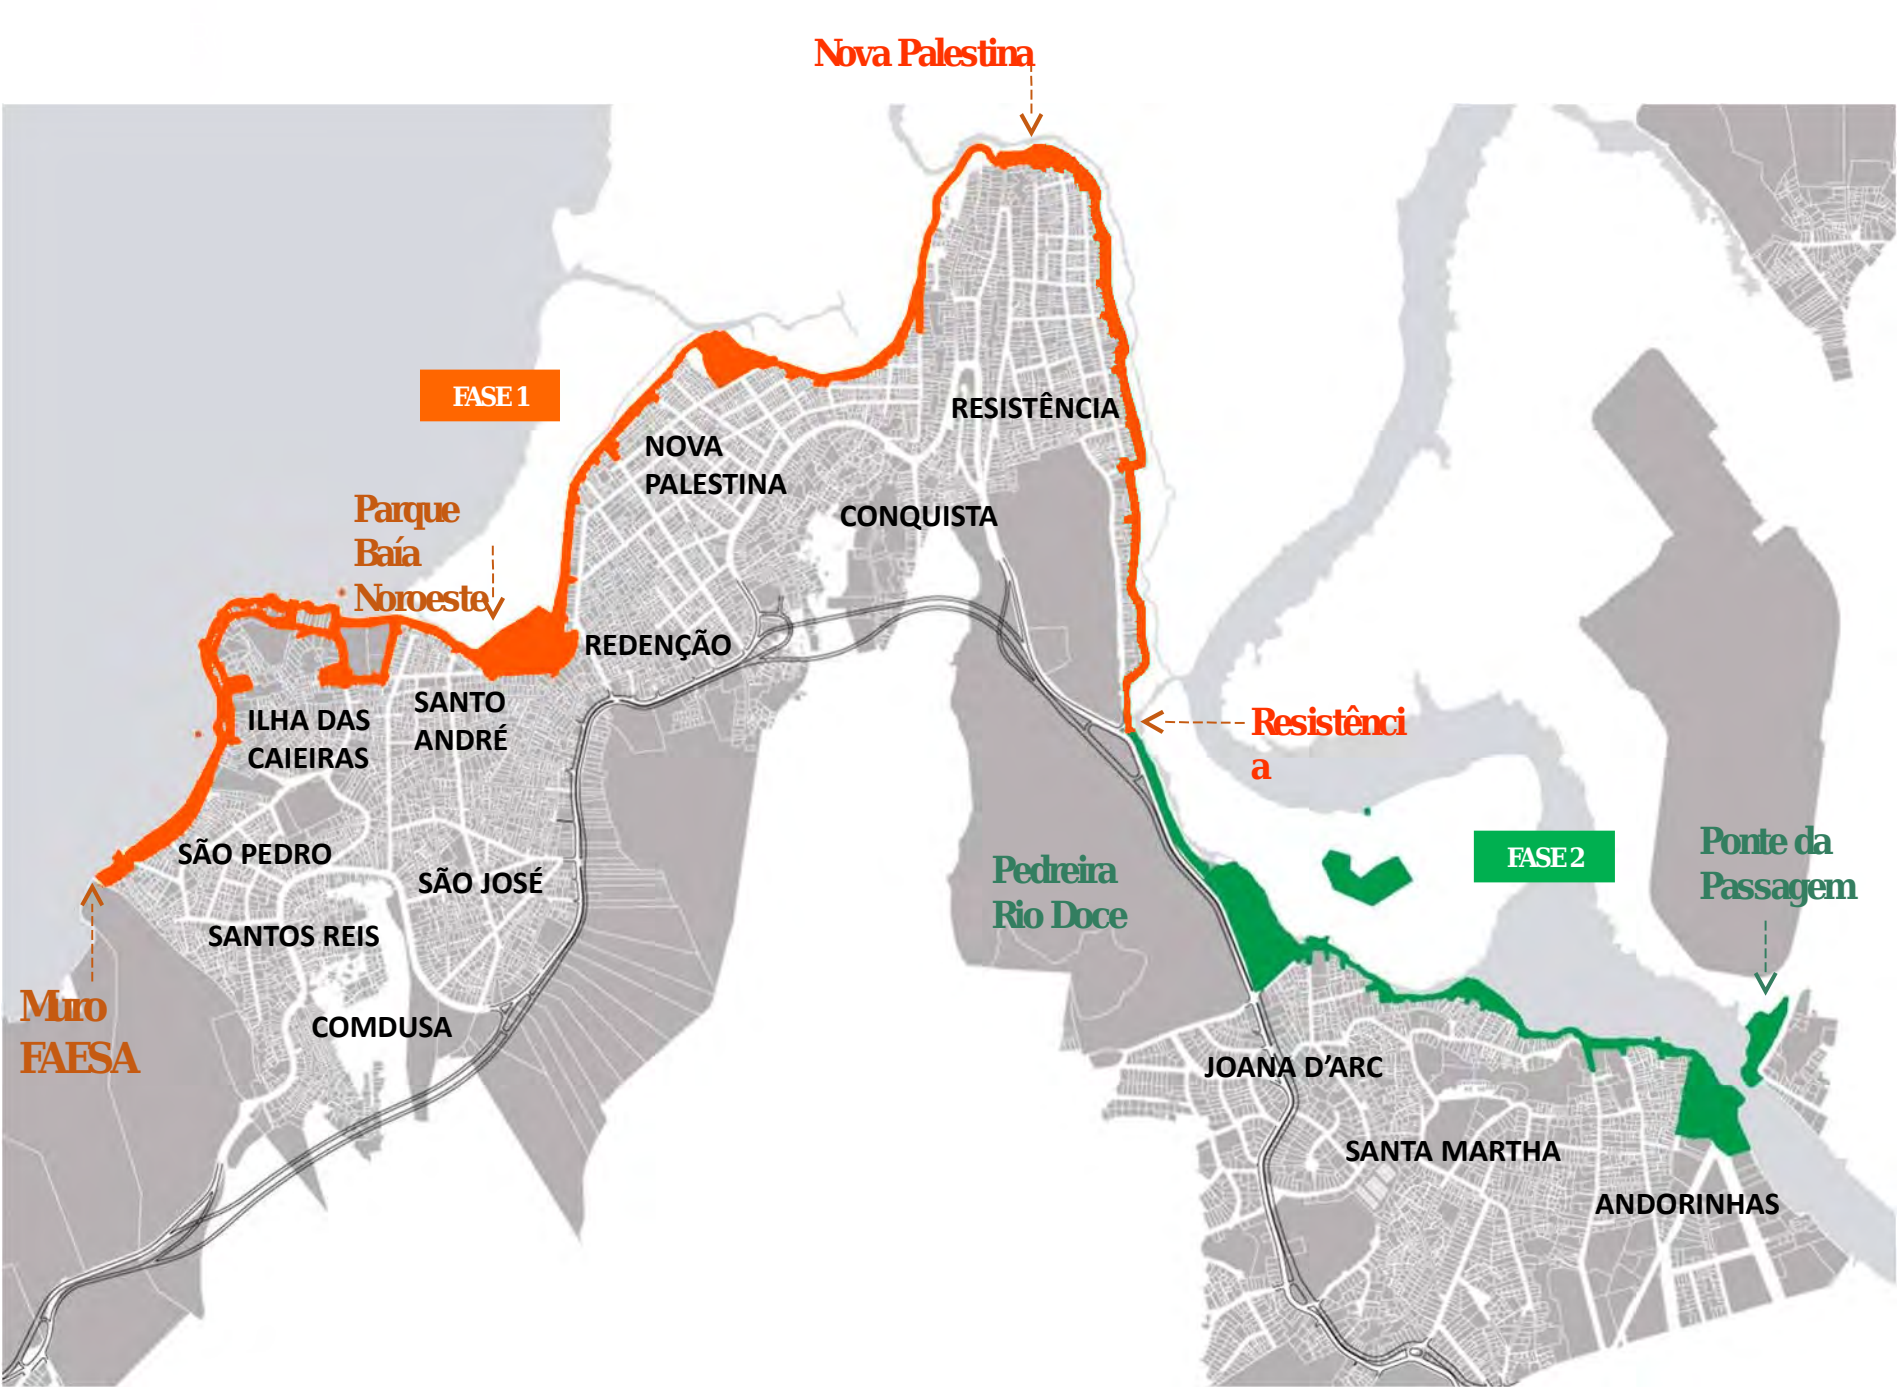 Nova Palestina
FASE 1
RESISTÊNCIA
NOVA
PALESTINA
Parque
Baía
Noroeste
CONQUISTA
REDENÇÃO
SANTO
ANDRÉ
ILHA DAS
CAIEIRAS
Resistênci
a
SÃO PEDRO
SÃO JOSÉ
Pedreira
Rio Doce
FASE 2
Ponte da
Passagem
SANTOS REIS
Muro
FAESA
COMDUSA
JOANA D'ARC
SANTA MARTHA
ANDORINHAS